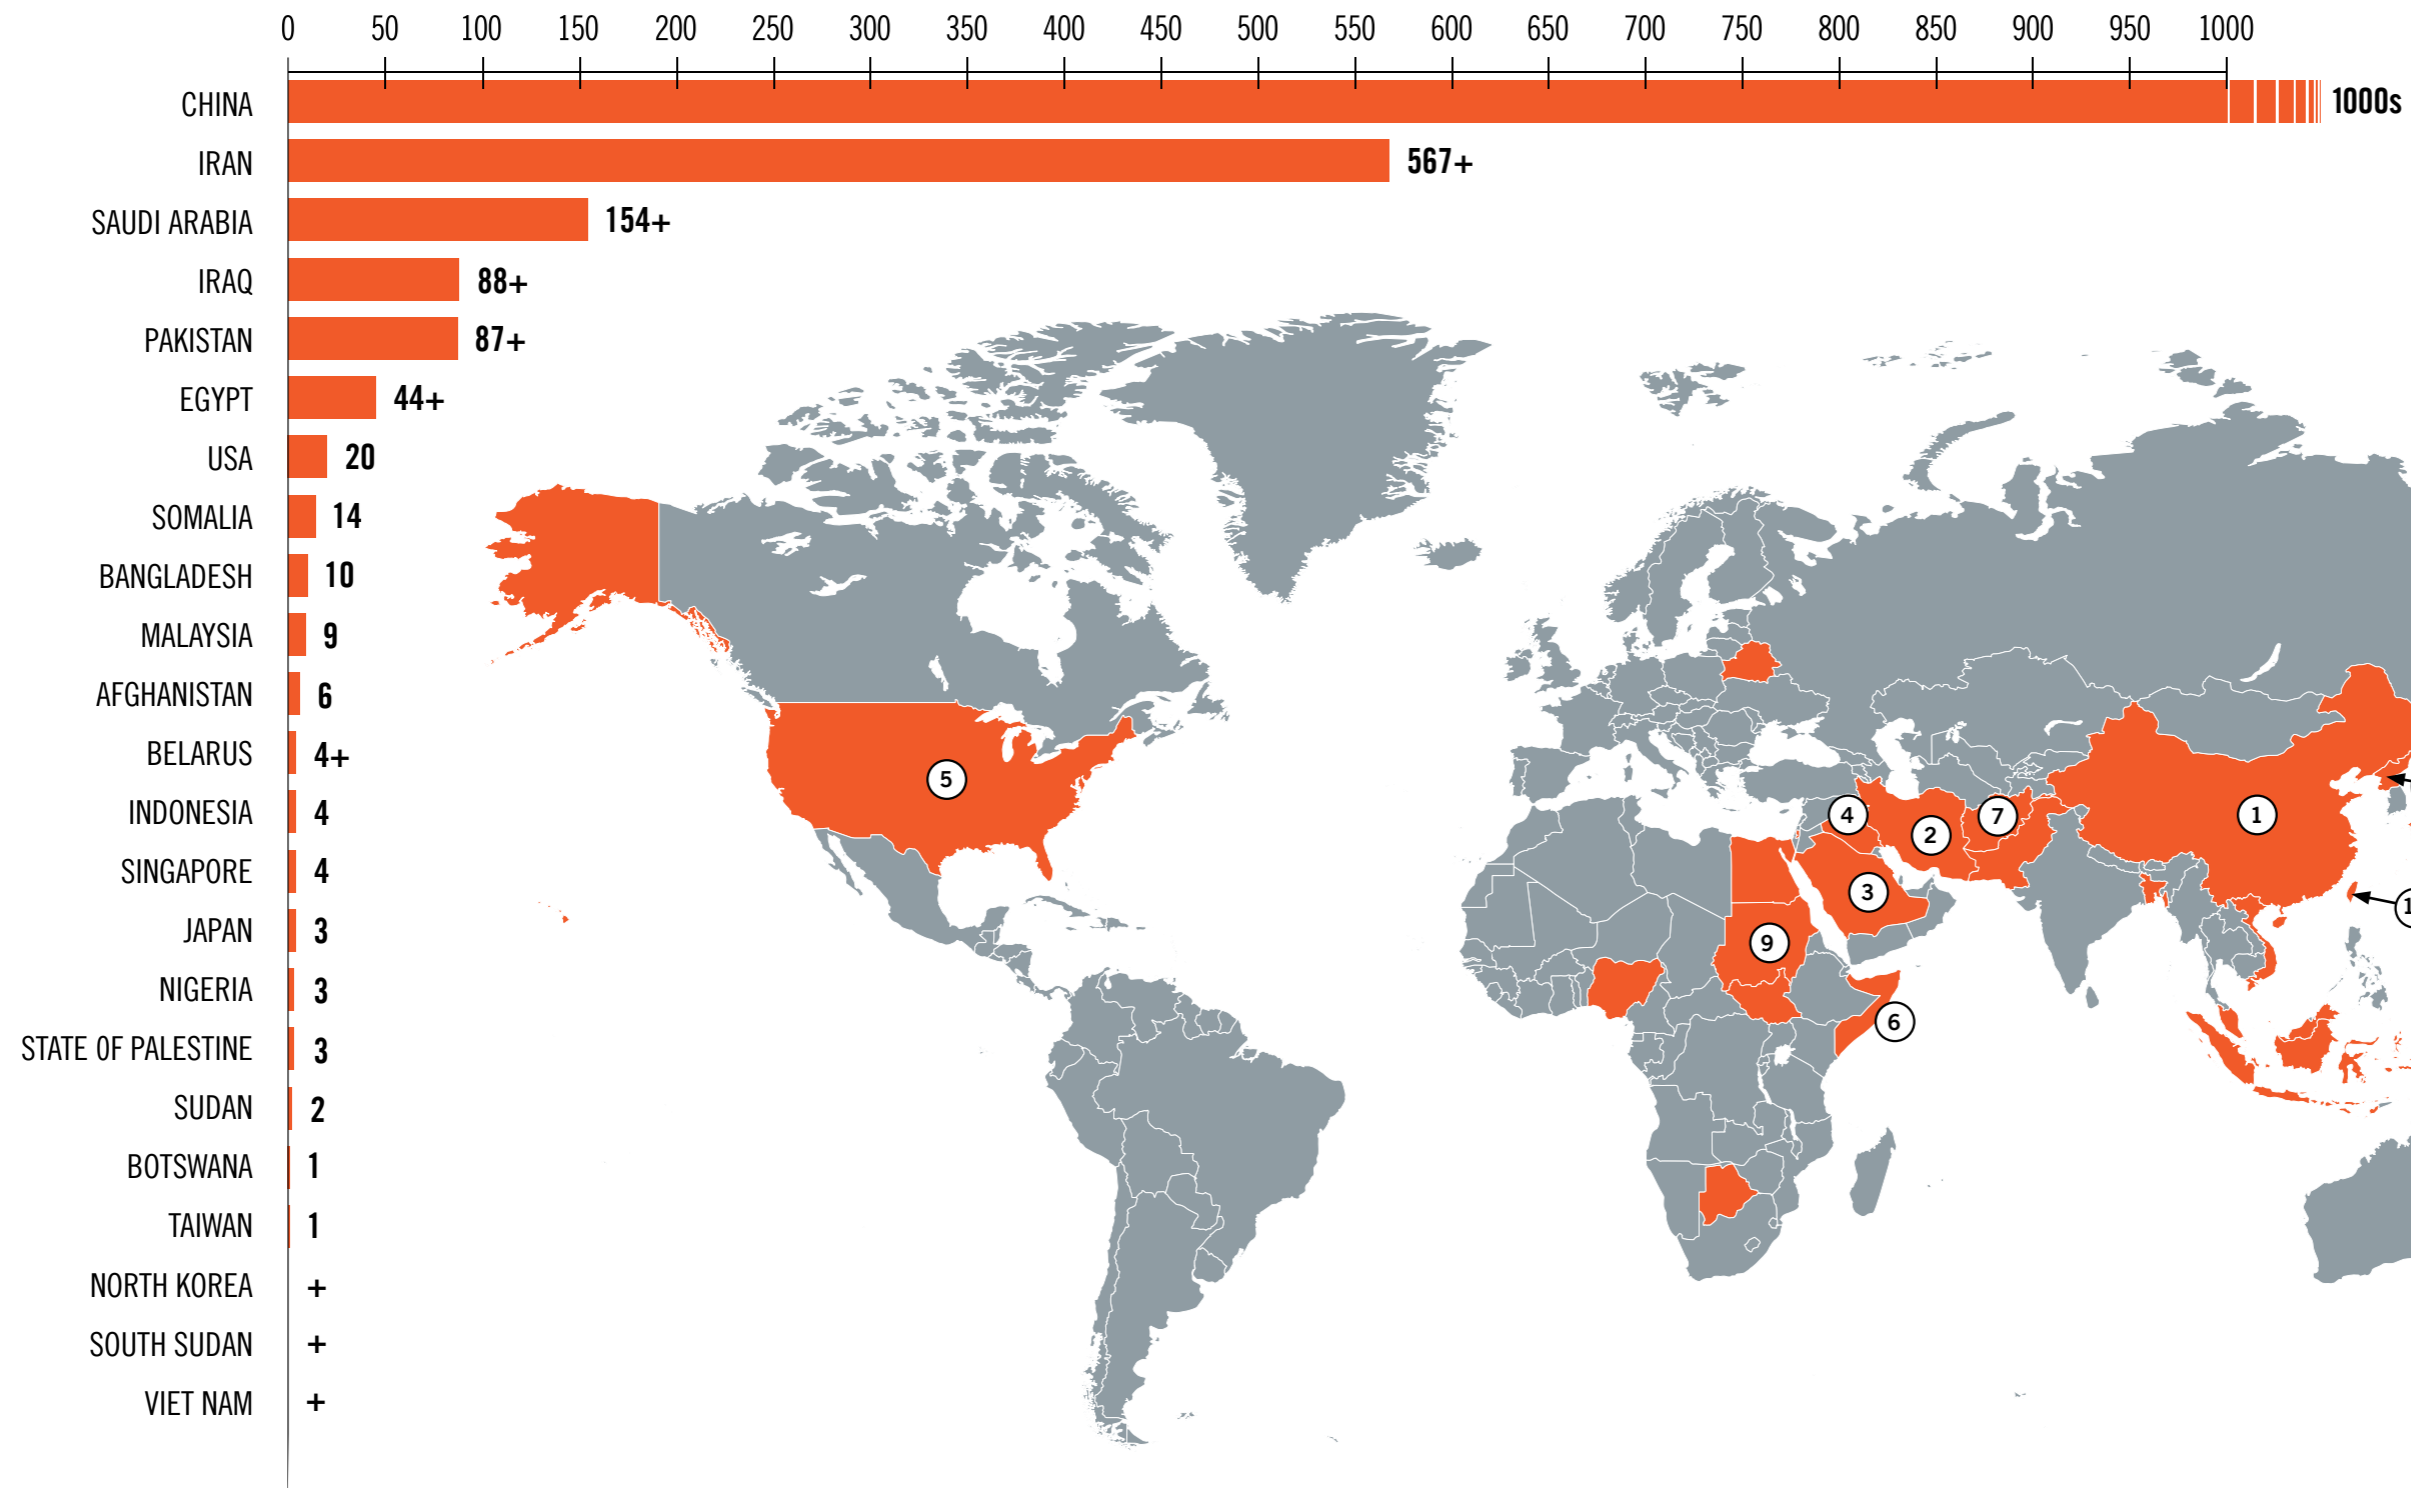 0 50 100 150 200 250 300 350 400 450 500 550 600 650 700 750 800 850 900 950 1000
CHINA 1000s
IRAN 567+
SAUDI ARABIA 154+
IRAQ 88+
PAKISTAN 87+
EGYPT 44+
USA 20
SOMALIA 14
BANGLADESH 10
MALAYSIA 9
AFGHANISTAN 6
BELARUS 4+
INDONESIA 4
SINGAPORE 4
JAPAN 3
NIGERIA 3
STATE OF PALESTINE 3
SUDAN 2
BOTSWANA 1
TAIWAN 1
NORTH KOREA +
SOUTH SUDAN +
VIET NAM +
5
4
2
7
1
3
9
6